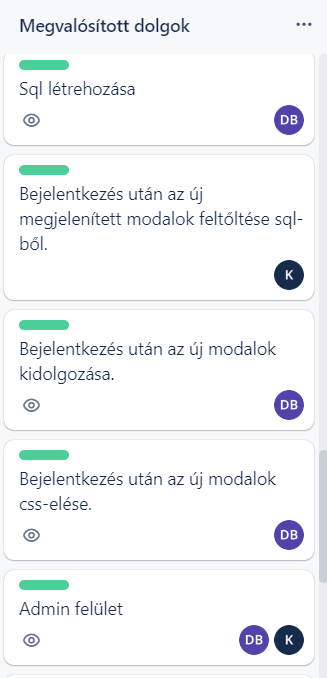 Megvalósított dolgok
Sql létrehozása
DB
Bejelentkezés után az új
megjelenített modalok feltőltése sql-
ből.
K
Bejelentkezés után az új modalok
kidolgozása.
DB
Bejelentkezés után az új modalok
css-elése.
DB
Admin felület
DB K